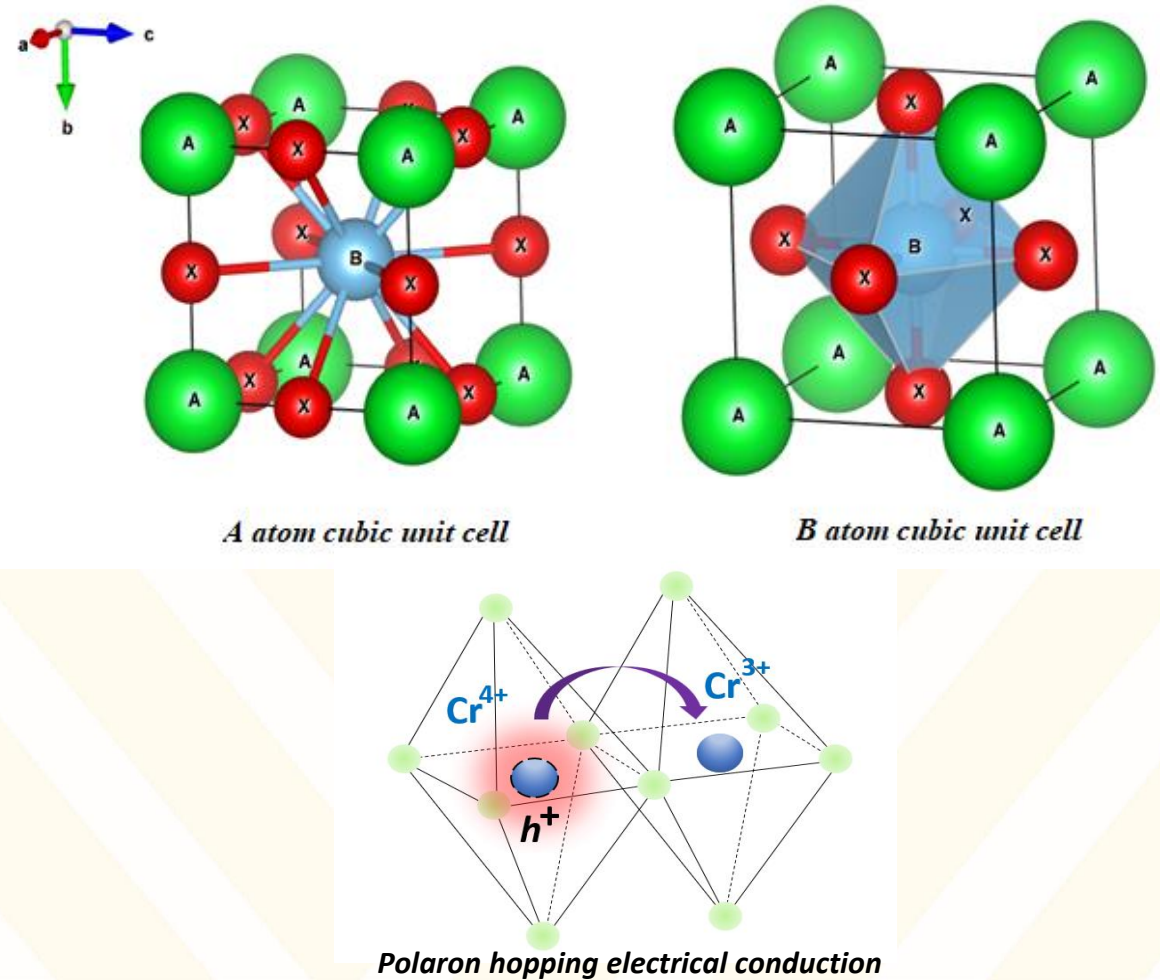 a
c
b
A
A
X
X
X
A
X
A
X
X
B
X
X
A
X
A
X
X
A
A
A atom cubic unit cell
A
A
X
A
A
X
X
B
X
X
A
A
X
A
A
B atom cubic unit cell
Cr4+
Cr3+
h+
Polaron hopping electrical conduction